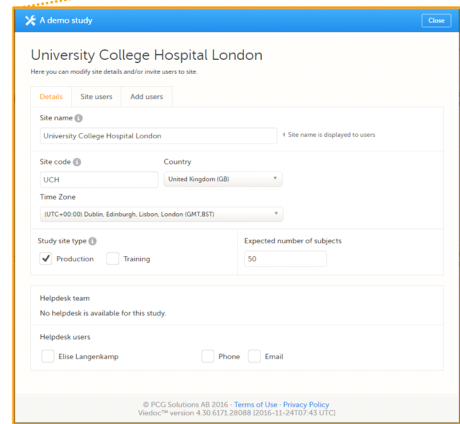 A demo study
Close
University College Hospital London
Here you can modify site details and/or invite users to site.
Details Site users Add users
Site name
University College Hospital London
Site name is displayed to users
Site code Country
UCH United Kingdom (GB)
Time Zone
(UTC+00:00) Dublin, Edinburgh, Lisbon, London (GMT,BST)
Study site type Expected number of subjects
Production Training 50
Helpdesk team
No helpdesk is available for this study.
Helpdesk users
Elise Langenkamp Phone Email
© PCG Solutions AB 2016 - Terms of Use - Privacy Policy
Viedoc™ version 4.30.6171.28088 [2016-11-24T07:43 UTC]